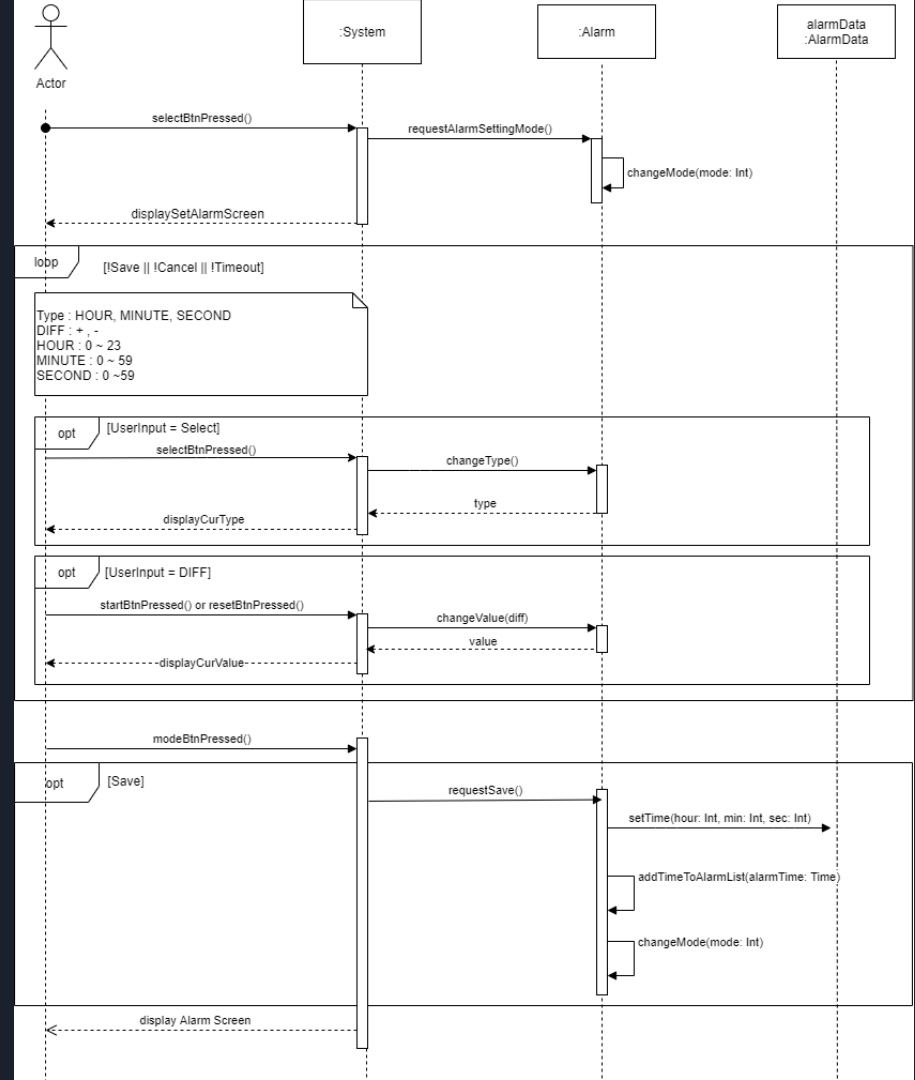 Actor
:System
:Alarm
alarmData
:AlarmData
selectBtnPressed()
requestAlarmSettingMode()
changeMode(mode: Int)
displaySetAlarmScreen
loop
[!Save || !Cancel || !Timeout]
Type : HOUR, MINUTE, SECOND
DIFF : + , -
HOUR : 0 ~ 23
MINUTE : 0 ~ 59
SECOND : 0 ~59
opt
[UserInput = Select]
selectBtnPressed()
changeType()
type
displayCurType
opt
[UserInput = DIFF]
startBtnPressed() or resetBtnPressed()
changeValue(diff)
value
displayCurValue
modeBtnPressed()
opt
[Save]
requestSave()
setTime(hour: Int, min: Int, sec: Int)
addTimeToAlarmList(alarmTime: Time)
changeMode(mode: Int)
display Alarm Screen